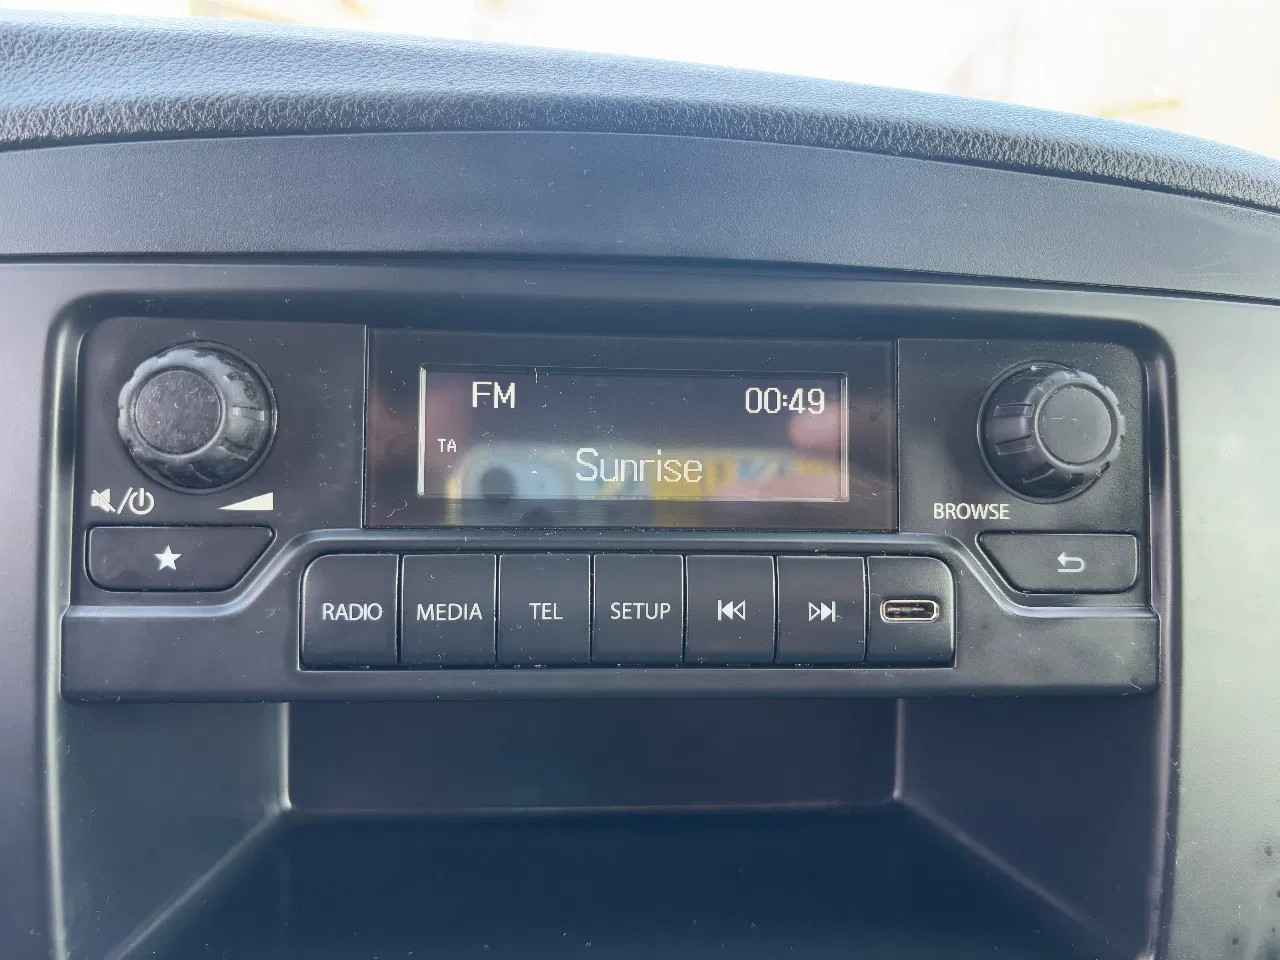 FM
00:49
TA
Sunrise
BROWSE
RADIO
MEDIA
TEL
SETUP